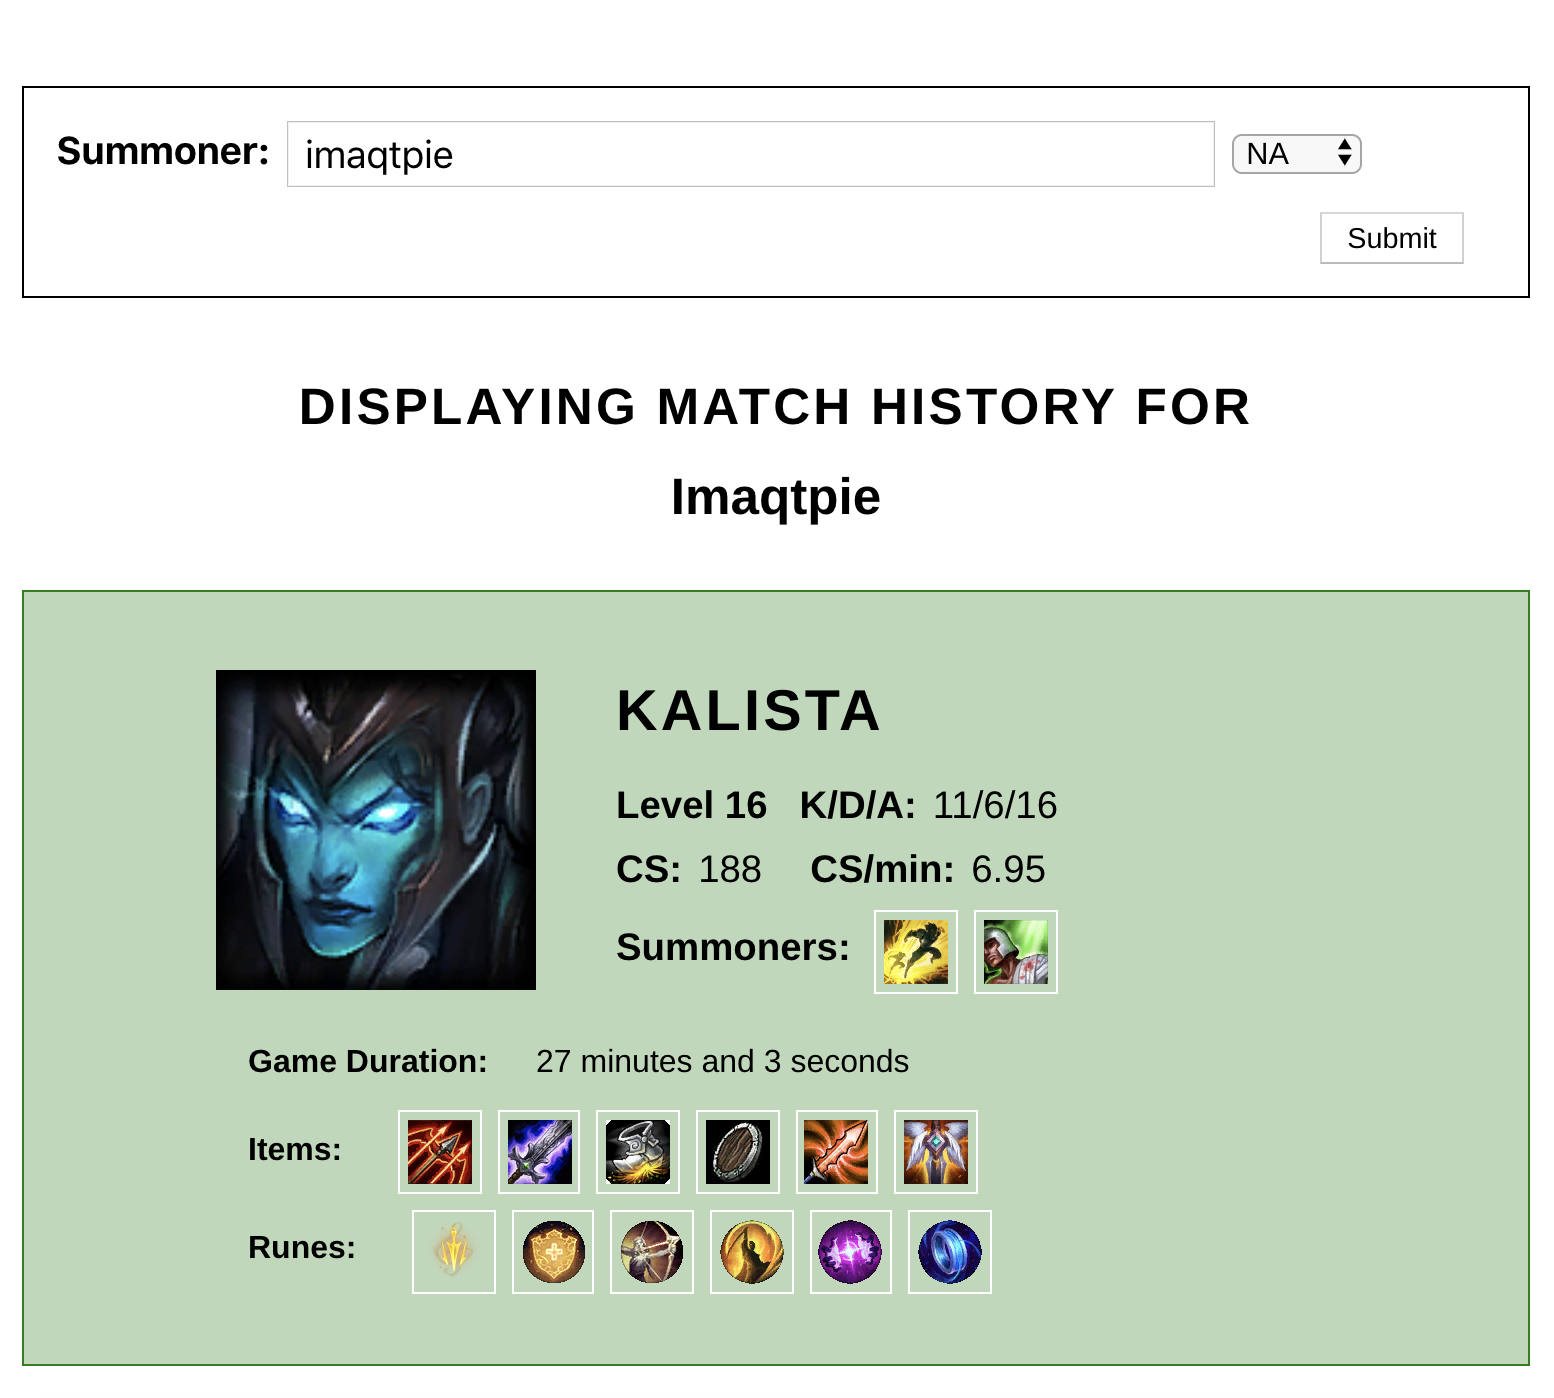 Summoner: imaqtpie NA
Submit
DISPLAYING MATCH HISTORY FOR
Imaqtpie
KALISTA
Level 16 K/D/A: 11/6/16
CS: 188 CS/min: 6.95
Summoners:
Game Duration: 27 minutes and 3 seconds
Items:
Runes: